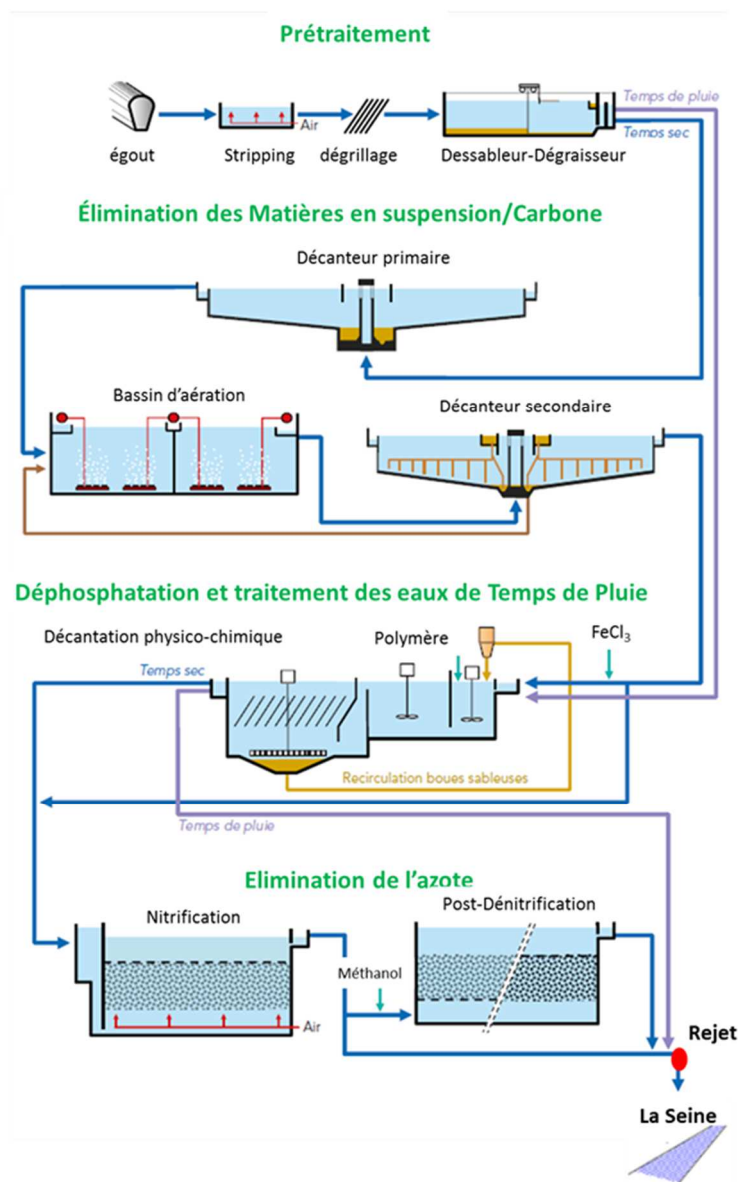 Prétraitement
Temps de pluie
Air
Temps sec
égout
Stripping
dégrillage
Dessableur-Dégraisseur
Élimination des Matières en suspension/Carbone
Décanteur primaire
Bassin d'aération
Décanteur secondaire
Déphosphatation et traitement des eaux de Temps de Pluie
Décantation physico-chimique
Polymère
FeCl₃
Temps sec
Recirculation boues sableuses
Temps de pluie
Elimination de l'azote
Nitrification
Post-Dénitrification
Méthanol
Air
Rejet
La Seine